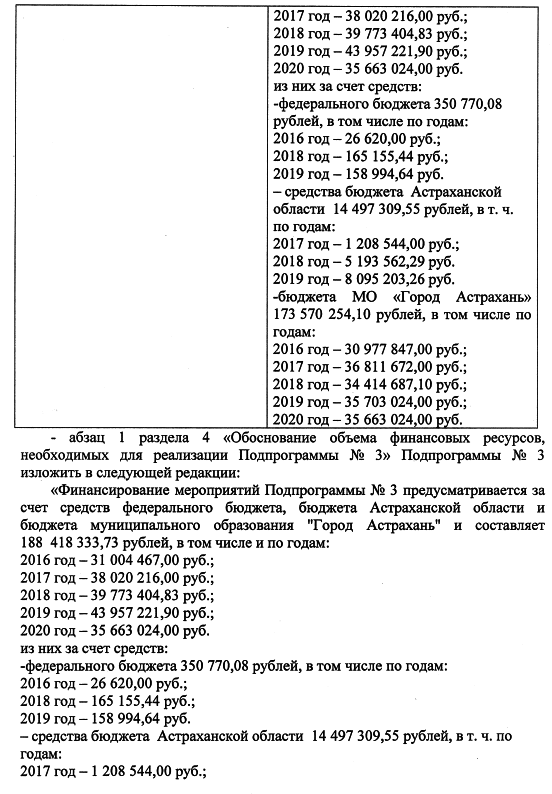 2017 год – 38 020 216,00 руб.;
2018 год – 39 773 404,83 руб.;
2019 год – 43 957 221,90 руб.;
2020 год – 35 663 024,00 руб.
из них за счет средств:
-федерального бюджета 350 770,08
рублей, в том числе по годам:
2016 год – 26 620,00 руб.;
2018 год – 165 155,44 руб.;
2019 год – 158 994,64 руб.
– средства бюджета Астраханской
области 14 497 309,55 рублей, в т. ч.
по годам:
2017 год – 1 208 544,00 руб.;
2018 год – 5 193 562,29 руб.
2019 год – 8 095 203,26 руб.
-бюджета МО «Город Астрахань»
173 570 254,10 рублей, в том числе по
годам:
2016 год – 30 977 847,00 руб.;
2017 год – 36 811 672,00 руб.;
2018 год – 34 414 687,10 руб.;
2019 год – 35 703 024,00 руб.;
2020 год – 35 663 024,00 руб.
- абзац 1 раздела 4 «Обоснование объема финансовых ресурсов,
необходимых для реализации Подпрограммы № 3» Подпрограммы № 3
изложить в следующей редакции:
«Финансирование мероприятий Подпрограммы № 3 предусматривается за
счет средств федерального бюджета, бюджета Астраханской области и
бюджета муниципального образования "Город Астрахань" и составляет
188 418 333,73 рублей, в том числе и по годам:
2016 год – 31 004 467,00 руб.;
2017 год – 38 020 216,00 руб.;
2018 год – 39 773 404,83 руб.;
2019 год – 43 957 221,90 руб.;
2020 год – 35 663 024,00 руб.
из них за счет средств:
-федерального бюджета 350 770,08 рублей, в том числе по годам:
2016 год – 26 620,00 руб.;
2018 год – 165 155,44 руб.;
2019 год – 158 994,64 руб.
– средства бюджета Астраханской области 14 497 309,55 рублей, в т. ч. по
годам:
2017 год – 1 208 544,00 руб.;